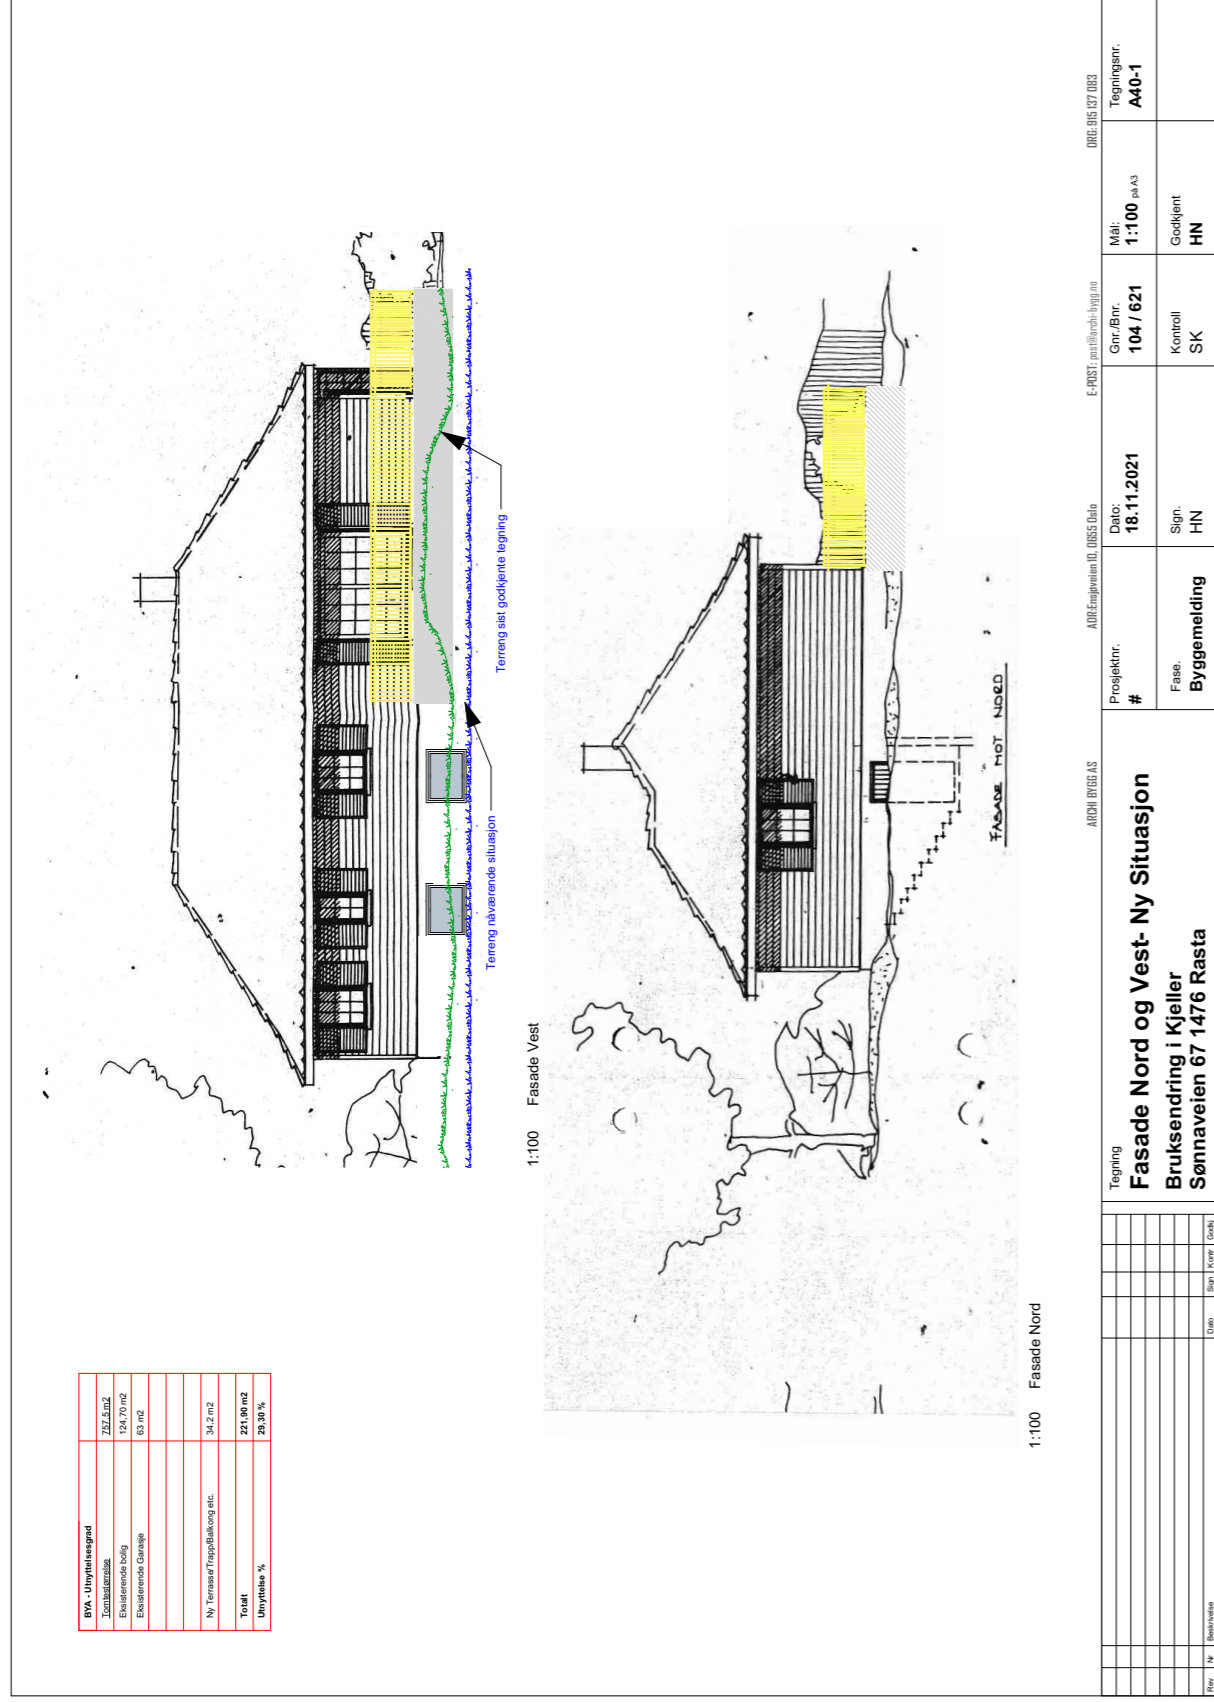 BYA - Utnyttelsesgrad
Tomtestørrelse 757,5 m2
Eksisterende bolig 124,70 m2
Eksisterende Garasje 63 m2
Ny Terrasse/Trapp/Balkong etc. 34,2 m2
Totalt 221,90 m2
Utnyttelse % 29,30 %
Terreng nåværende situasjon
Terreng sist godkjente tegning
1:100 Fasade Vest
FASADE MOT NORD
1:100 Fasade Nord
ARCHI BYGG AS ADR:Ensjøveien 10, 0655 Oslo E-POST: post@archi-bygg.no ORG: 915 137 083
Tegning
Fasade Nord og Vest- Ny Situasjon
Bruksendring i Kjeller
Sønnaveien 67 1476 Rasta
Prosjektnr.
#
Dato:
18.11.2021
Gnr./Bnr.
104 / 621
Mål:
1:100 på A3
Tegningsnr.
A40-1
Fase.
Byggemelding
Sign.
HN
Kontroll
SK
Godkjent
HN
Rev Nr Beskrivelse Dato Sign Kontr Godkj